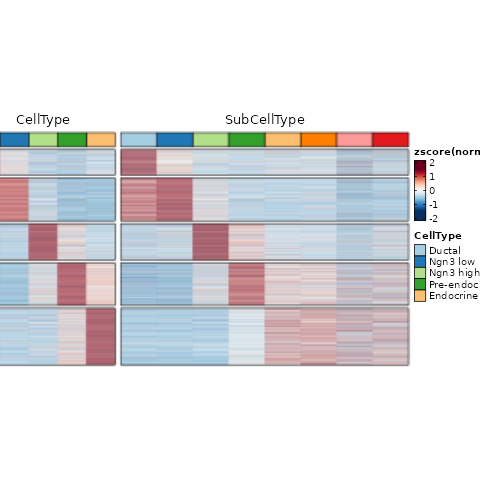 CellType
SubCellType
zscore(norm
2
1
0
-1
-2
CellType
Ductal
Ngn3 low
Ngn3 high
Pre-endoc
Endocrine